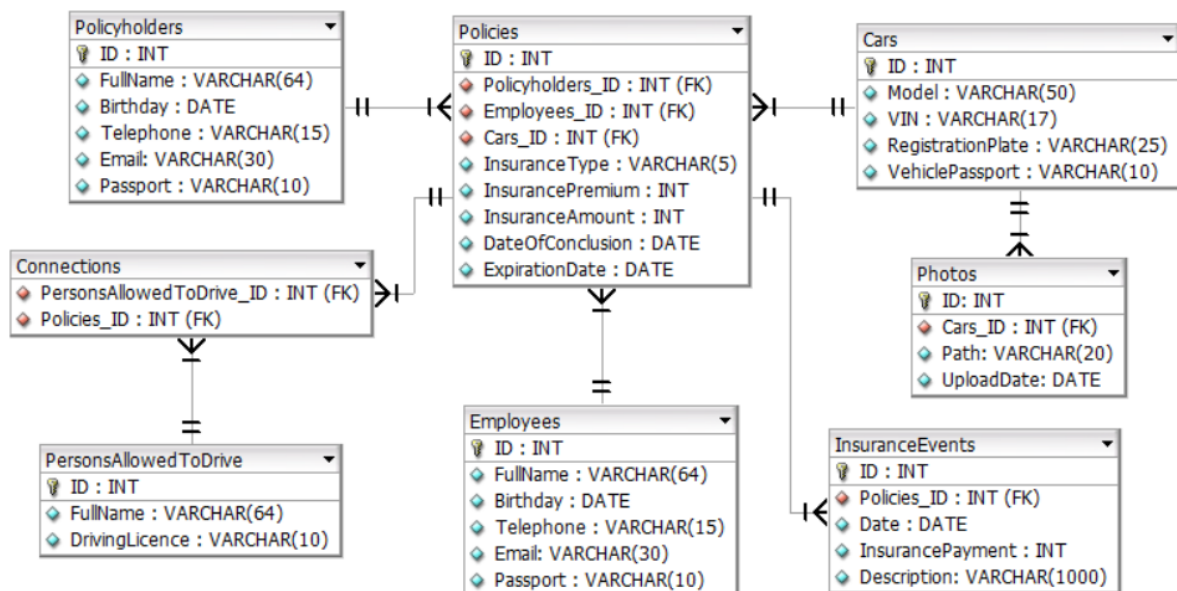 Policyholders
ID : INT
FullName : VARCHAR(64)
Birthday : DATE
Telephone : VARCHAR(15)
Email: VARCHAR(30)
Passport : VARCHAR(10)
Policies
ID : INT
Policyholders_ID : INT (FK)
Employees_ID : INT (FK)
Cars_ID : INT (FK)
InsuranceType : VARCHAR(5)
InsurancePremium : INT
InsuranceAmount : INT
DateOfConclusion : DATE
ExpirationDate : DATE
Cars
ID : INT
Model : VARCHAR(50)
VIN : VARCHAR(17)
RegistrationPlate : VARCHAR(25)
VehiclePassport : VARCHAR(10)
Connections
PersonsAllowedToDrive_ID : INT (FK)
Policies_ID : INT (FK)
Photos
ID: INT
Cars_ID : INT (FK)
Path: VARCHAR(20)
UploadDate: DATE
PersonsAllowedToDrive
ID : INT
FullName : VARCHAR(64)
DrivingLicence : VARCHAR(10)
Employees
ID : INT
FullName : VARCHAR(64)
Birthday : DATE
Telephone : VARCHAR(15)
Email: VARCHAR(30)
Passport : VARCHAR(10)
InsuranceEvents
ID : INT
Policies_ID : INT (FK)
Date : DATE
InsurancePayment : INT
Description: VARCHAR(1000)